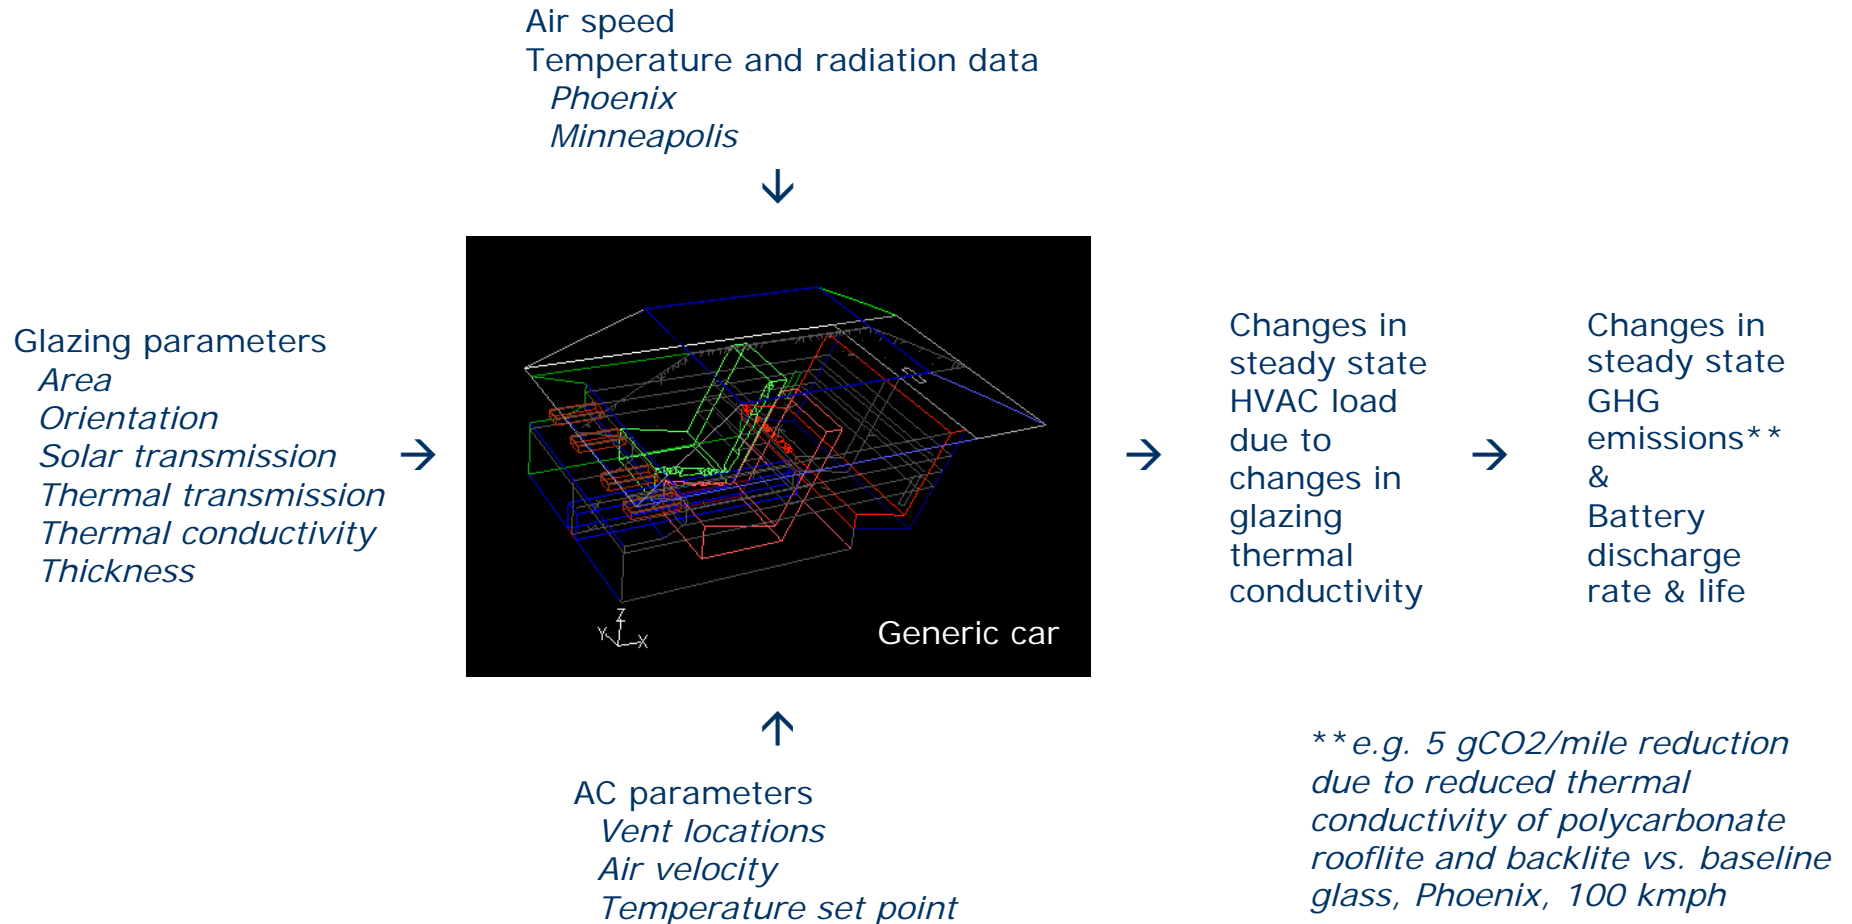 Air speed
Temperature and radiation data
Phoenix
Minneapolis
↓
Glazing parameters
Area
Orientation
Solar transmission
Thermal transmission
Thermal conductivity
Thickness
→
Z
Y
X
Generic car
→
Changes in
steady state
HVAC load
due to
changes in
glazing
thermal
conductivity
→
Changes in
steady state
GHG
emissions**
&
Battery
discharge
rate & life
↑
AC parameters
Vent locations
Air velocity
Temperature set point
**e.g. 5 gCO2/mile reduction
due to reduced thermal
conductivity of polycarbonate
rooflite and backlite vs. baseline
glass, Phoenix, 100 kmph